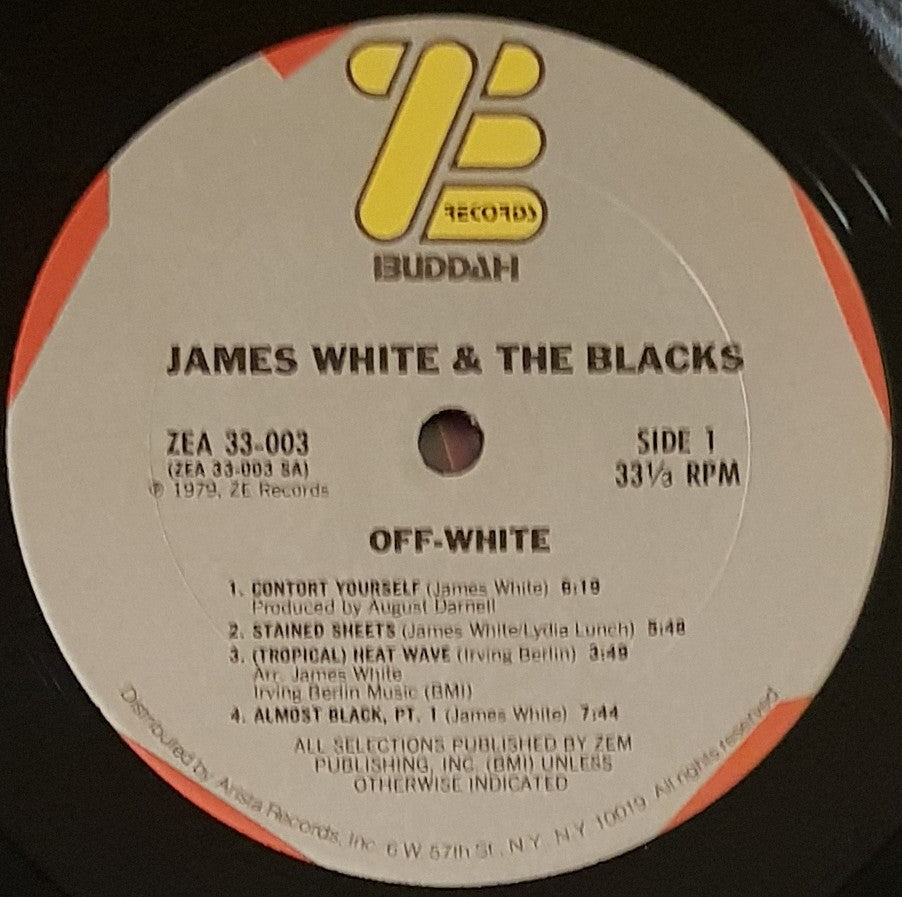 ZE
RECORDS
BUDDAH
JAMES WHITE & THE BLACKS
ZEA 33-003
(ZEA 33-003 SA)
℗ 1979, ZE Records
SIDE 1
33⅓ RPM
OFF-WHITE
1. CONTORT YOURSELF (James White) 6:19
Produced by August Darnell
2. STAINED SHEETS (James White/Lydia Lunch) 5:48
3. (TROPICAL) HEAT WAVE (Irving Berlin) 3:49
Arr. James White
Irving Berlin Music (BMI)
4. ALMOST BLACK, PT. 1 (James White) 7:44
ALL SELECTIONS PUBLISHED BY ZEM
PUBLISHING, INC. (BMI) UNLESS
OTHERWISE INDICATED
Distributed by Arista Records, Inc. 6 W. 57th St., N.Y. N.Y. 10019. All rights reserved